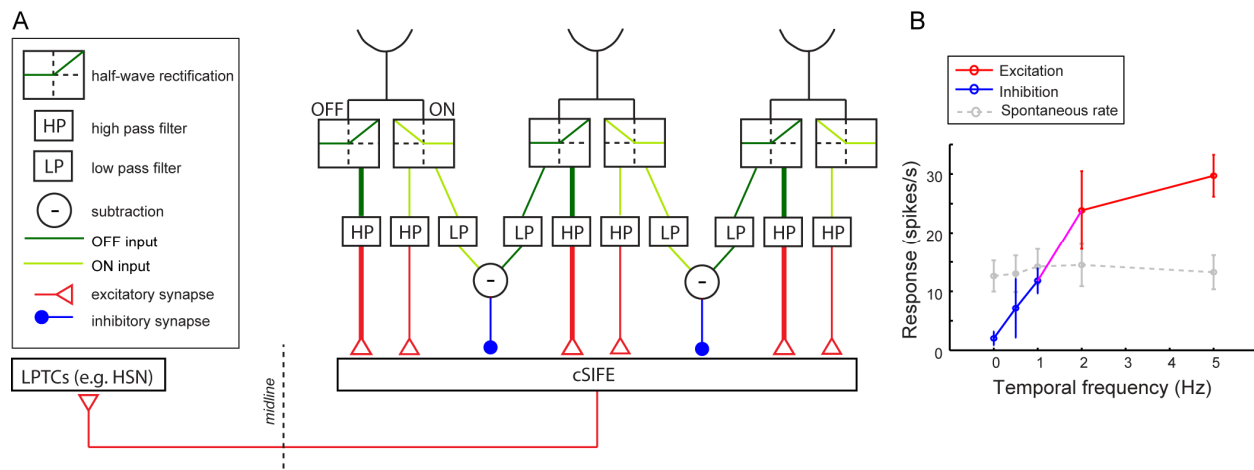 A
half-wave rectification
HP
high pass filter
LP
low pass filter
-
subtraction
OFF input
ON input
excitatory synapse
inhibitory synapse
OFF
ON
HP HP LP LP HP HP LP LP HP HP
- -
LPTCs (e.g. HSN)
midline
cSIFE
B
Excitation
Inhibition
Spontaneous rate
Response (spikes/s)
30
20
10
0
0 1 2 3 4 5
Temporal frequency (Hz)